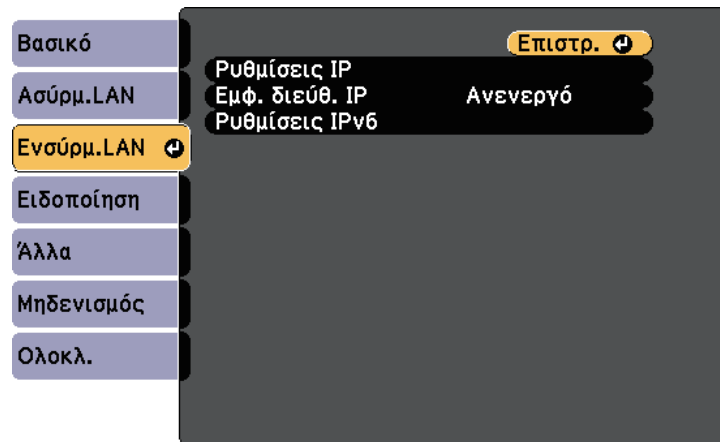 Βασικό
Ασύρμ.LAN
Ενσύρμ.LAN
Ειδοποίηση
Άλλα
Μηδενισμός
Ολοκλ.
Επιστρ.
Ρυθμίσεις IP
Εμφ. διεύθ. IP Ανενεργό
Ρυθμίσεις IPv6